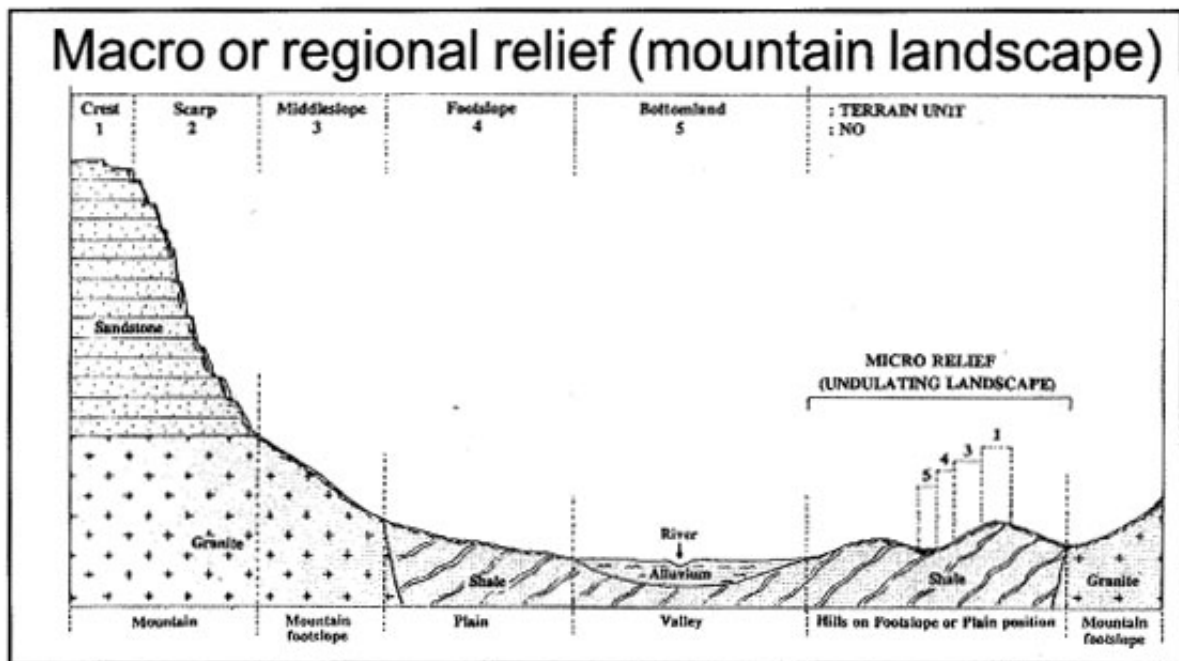 Macro or regional relief (mountain landscape)
Crest Scarp Middleslope Footslope Bottomland : TERRAIN UNIT
1 2 3 4 5 : NO
Sandstone
MICRO RELIEF
(UNDULATING LANDSCAPE)
5 4 3 1
River
Granite Shale Alluvium Shale Granite
Mountain Mountain footslope Plain Valley Hills on Footslope or Plain position Mountain footslope